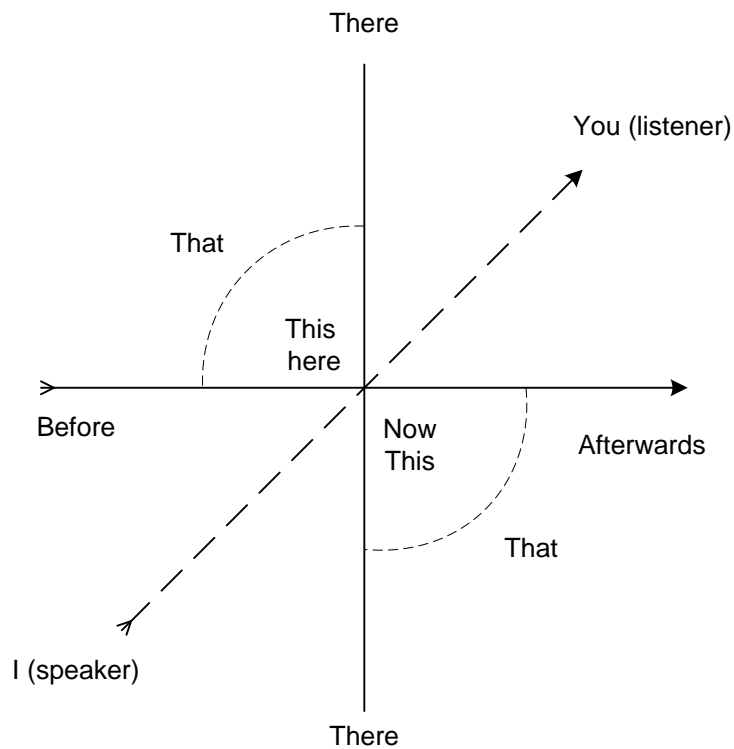 There
You (listener)
That
This
here
Before
Now
This
Afterwards
That
I (speaker)
There